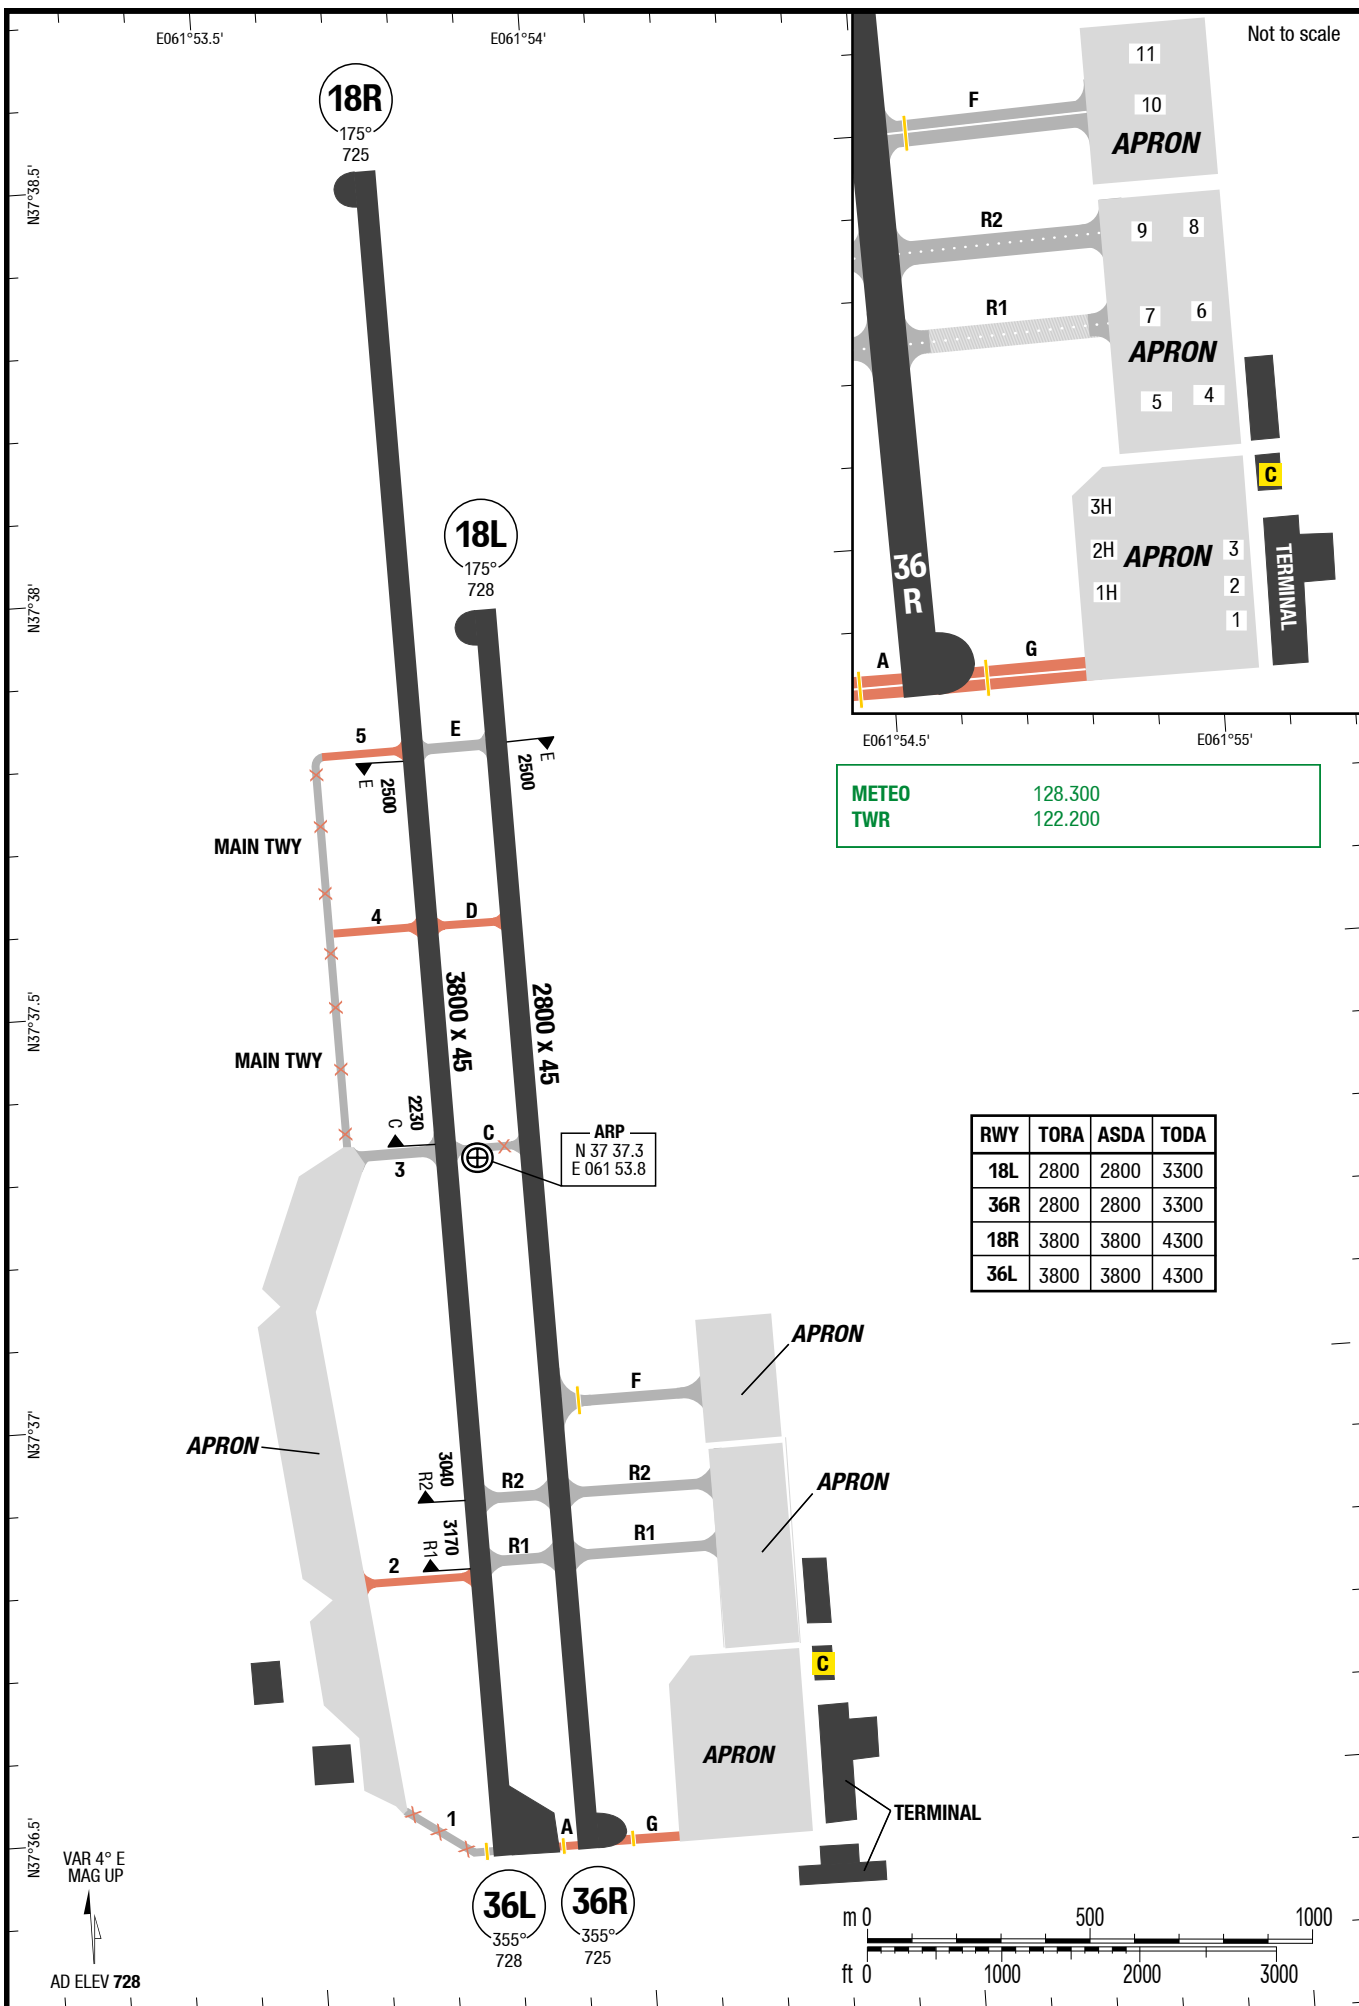 E061°53.5'
E061°54'
Not to scale
18R
175°
725
N37°38.5'
11
10
F
APRON
R2
9
8
R1
7
6
APRON
5
4
C
3H
2H
1H
APRON
3
2
1
TERMINAL
36
R
A
G
E061°54.5'
E061°55'
18L
175°
728
N37°38'
METEO 128.300
TWR 122.200
5
E
E
2500
2500
E
MAIN TWY
4
D
3800 x 45
2800 x 45
N37°37.5'
MAIN TWY
2230
C
C
3
ARP
N 37 37.3
E 061 53.8
RWY TORA ASDA TODA
18L 2800 2800 3300
36R 2800 2800 3300
18R 3800 3800 4300
36L 3800 3800 4300
APRON
F
N37°37'
APRON
3040
R2
R2
R2
APRON
3170
R1
R1
R1
2
C
APRON
1
A
G
TERMINAL
N37°36.5'
VAR 4° E
MAG UP
AD ELEV 728
36L
355°
728
36R
355°
725
m 0 500 1000
ft 0 1000 2000 3000